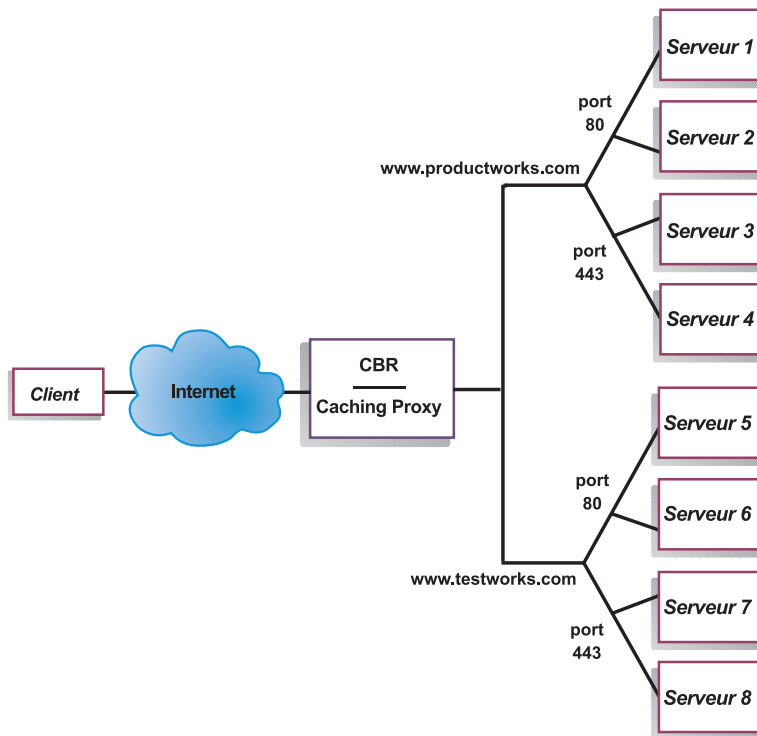 Serveur 1
port
80
Serveur 2
www.productworks.com
Serveur 3
port
443
Serveur 4
Client
Internet
CBR
Caching Proxy
Serveur 5
port
80
Serveur 6
www.testworks.com
Serveur 7
port
443
Serveur 8